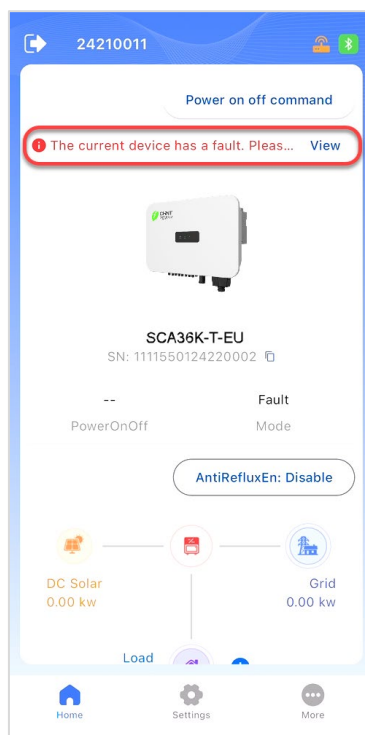 24210011
Power on off command
The current device has a fault. Pleas... View
CHNT
SCA36K-T-EU
SN: 1111550124220002
-- Fault
PowerOnOff Mode
AntiRefluxEn: Disable
DC Solar Grid
0.00 kw 0.00 kw
Load
Home Settings More